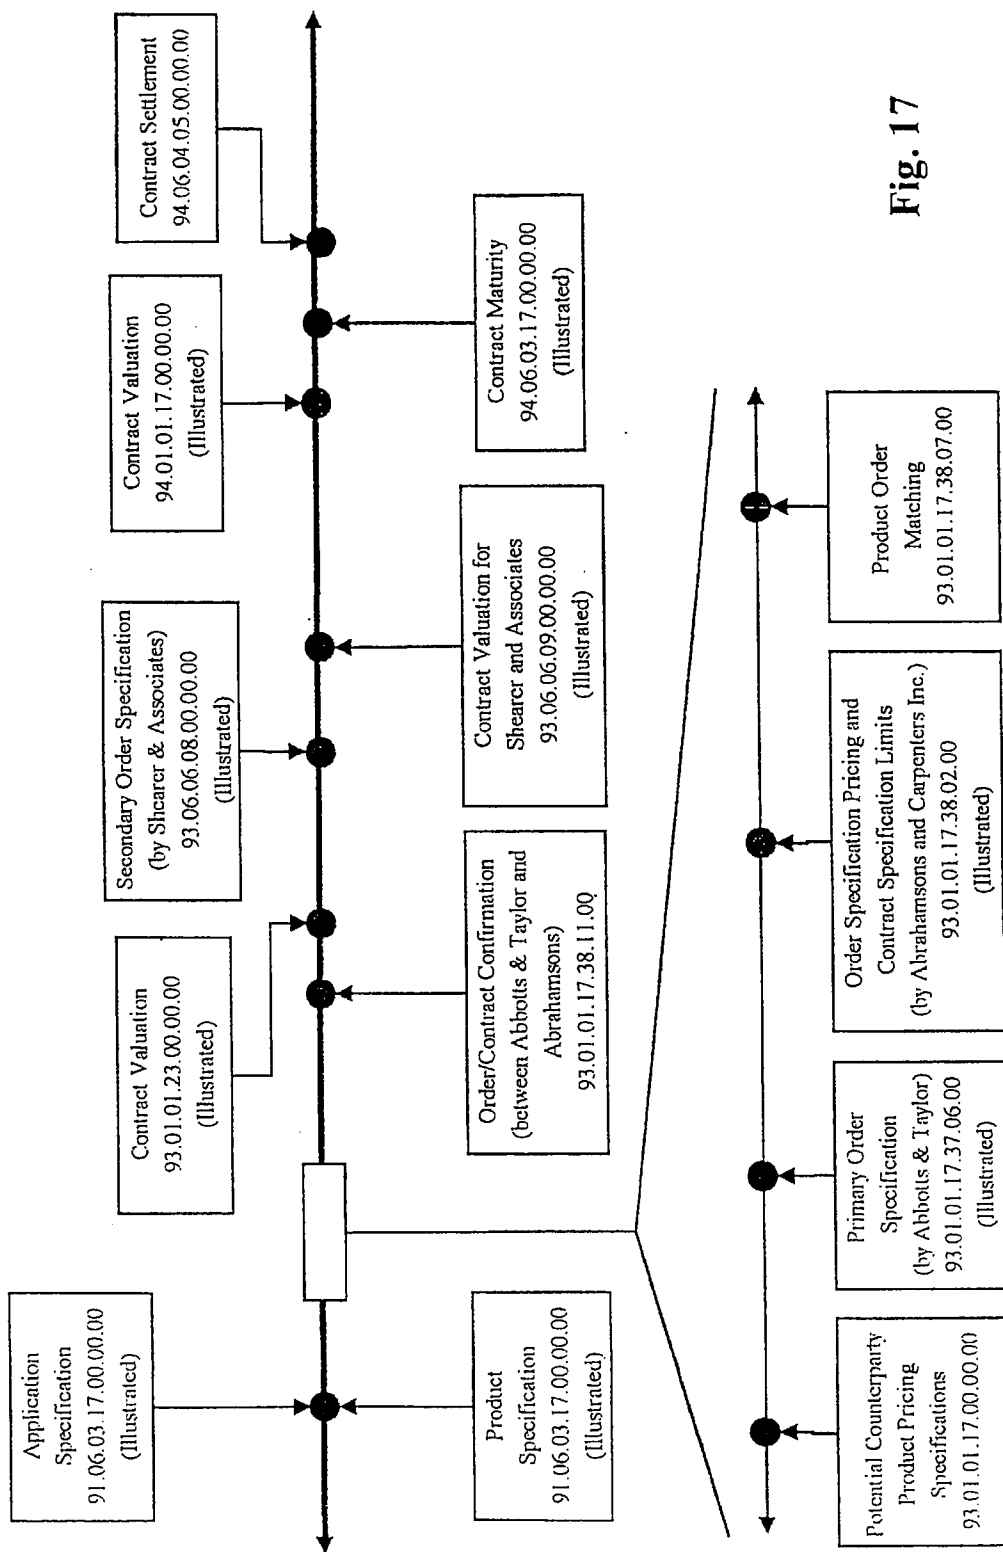 Application
Specification
91.06.03.17.00.00.00
(Illustrated)
Contract Valuation
93.01.01.23.00.00.00
(Illustrated)
Secondary Order Specification
(by Shearer & Associates)
93.06.06.08.00.00.00
(Illustrated)
Contract Valuation
94.01.01.17.00.00.00
(Illustrated)
Contract Settlement
94.06.04.05.00.00.00
Product
Specification
91.06.03.17.00.00.00
(Illustrated)
Order/Contract Confirmation
(between Abbotts & Taylor and
Abrahamsons)
93.01.01.17.38.11.00
Contract Valuation for
Shearer and Associates
93.06.06.09.00.00.00
(Illustrated)
Contract Maturity
94.06.03.17.00.00.00
(Illustrated)
Potential Counterparty
Product Pricing
Specifications
93.01.01.17.00.00.00
Primary Order
Specification
(by Abbotts & Taylor)
93.01.01.17.37.06.00
(Illustrated)
Order Specification Pricing and
Contract Specification Limits
(by Abrahamsons and Carpenters Inc.)
93.01.01.17.38.02.00
(Illustrated)
Product Order
Matching
93.01.01.17.38.07.00
Fig. 17